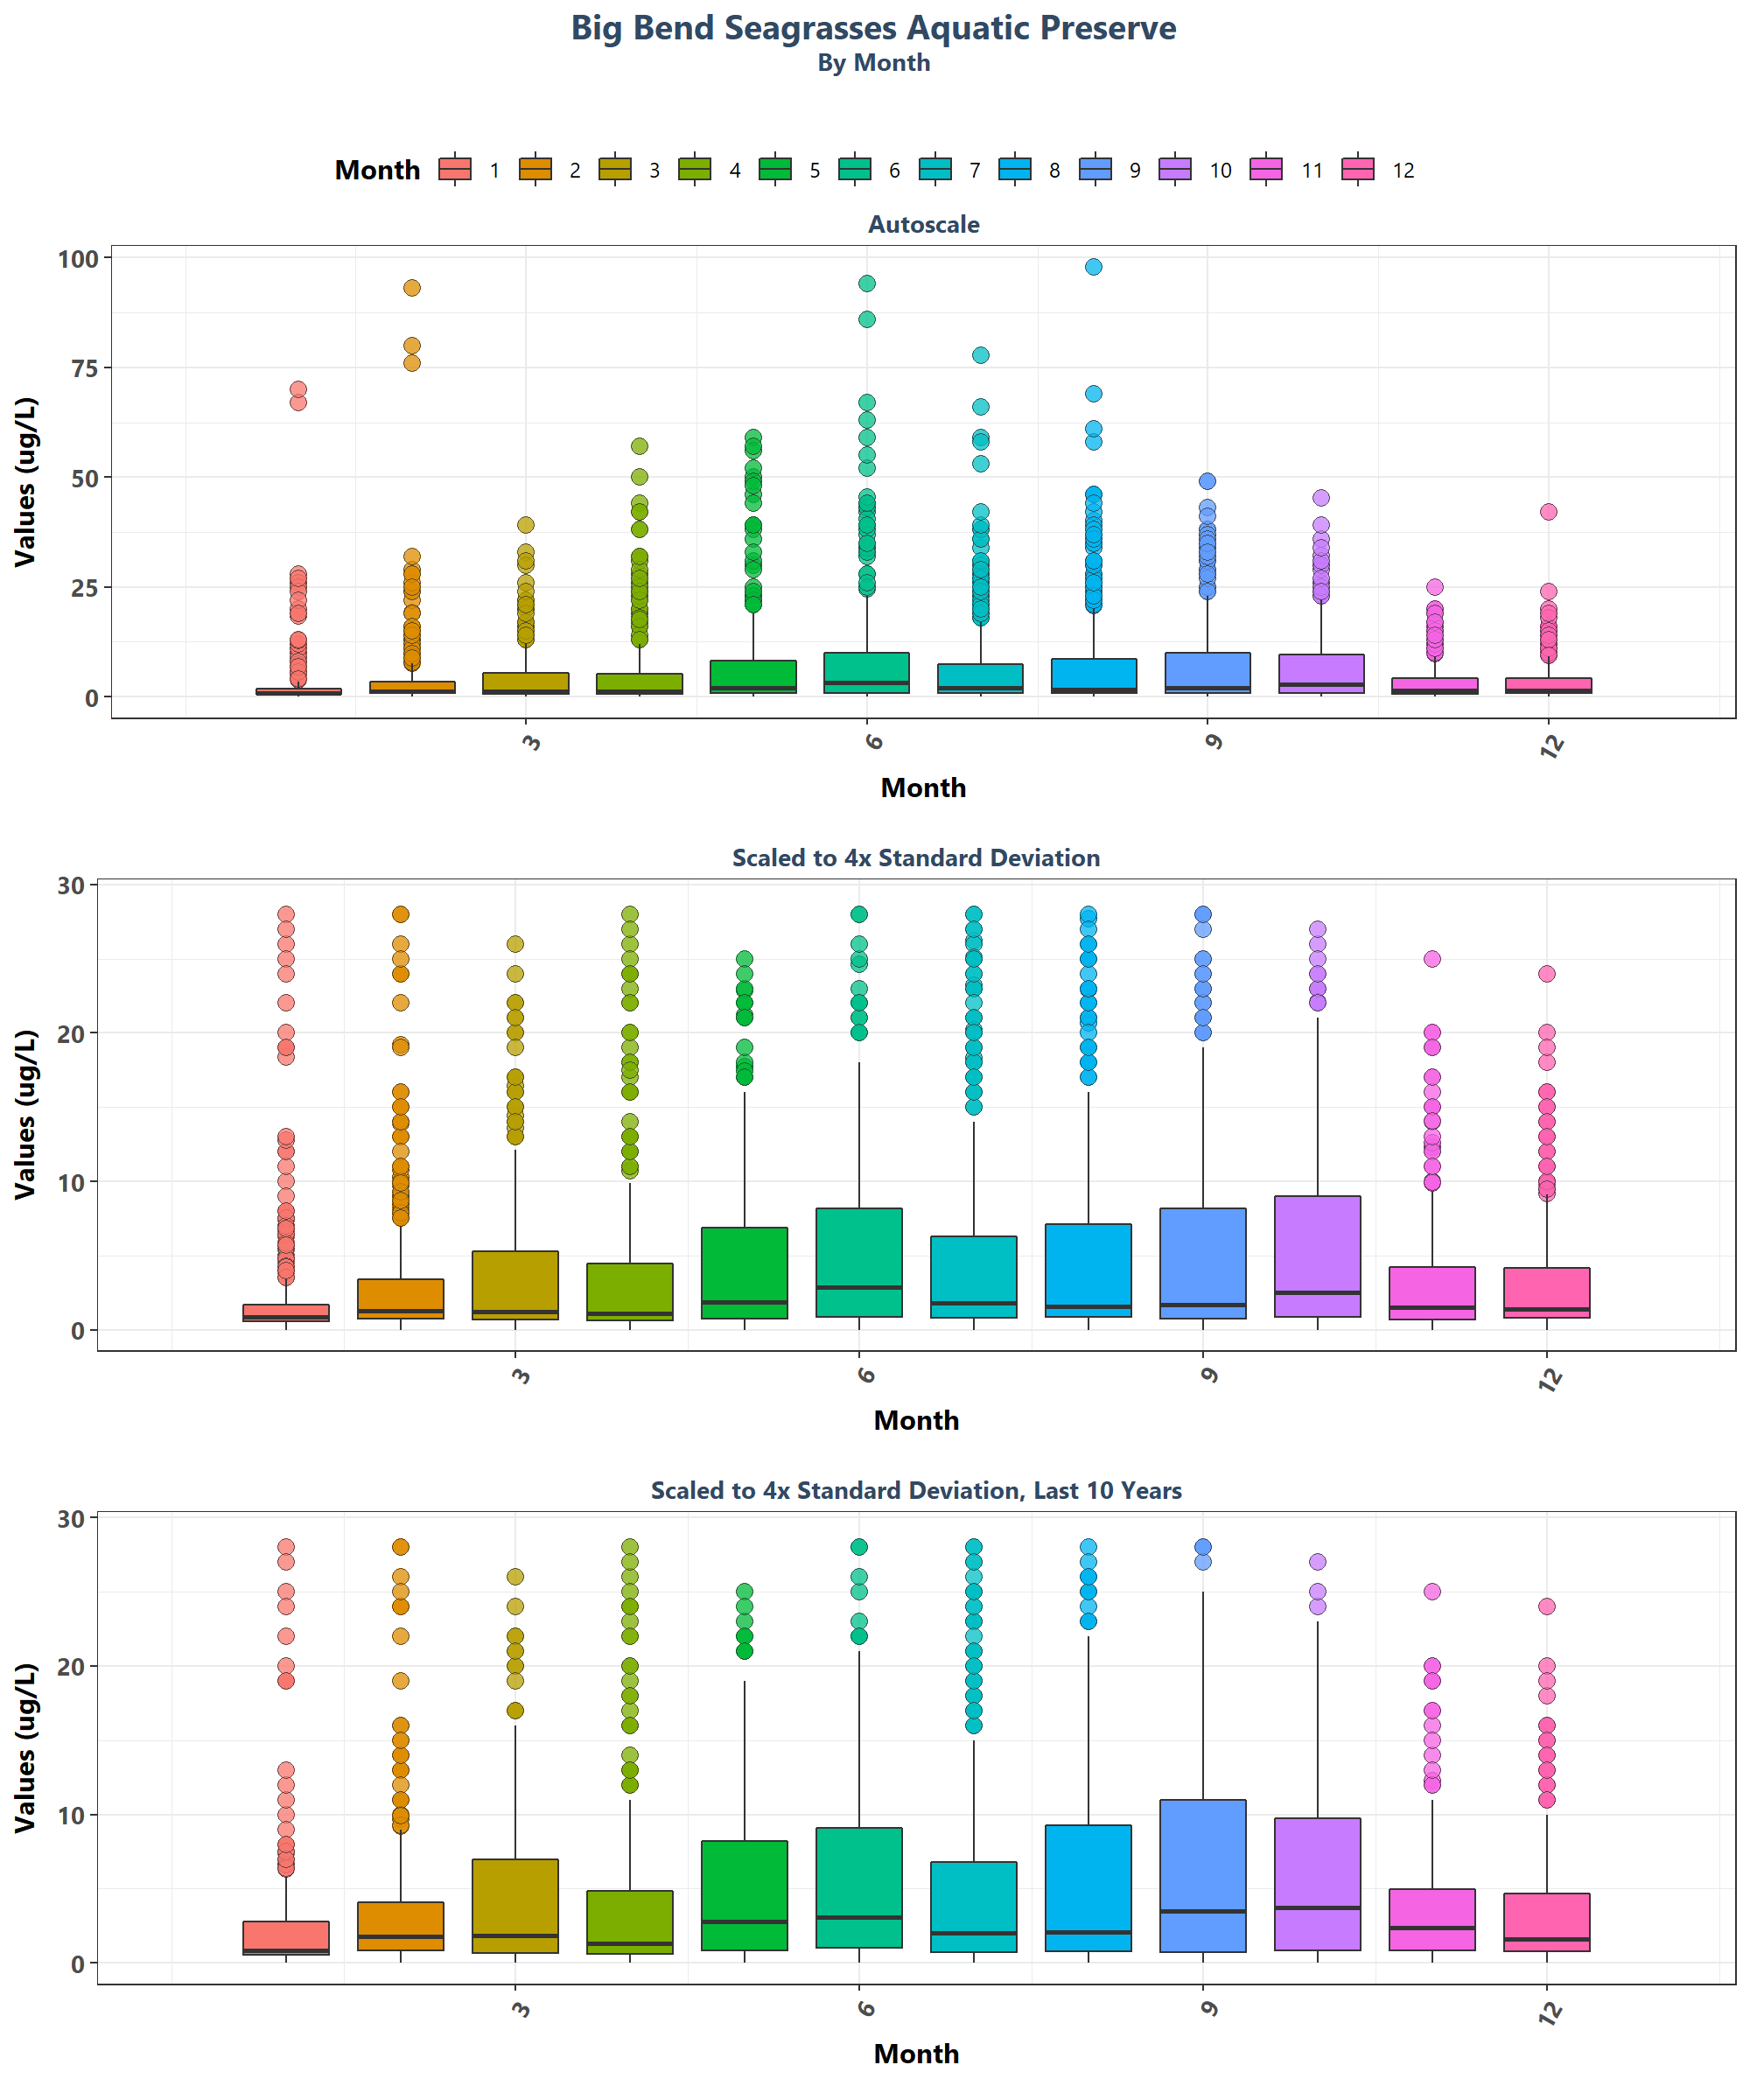 Big Bend Seagrasses Aquatic Preserve
By Month
Month 1 2 3 4 5 6 7 8 9 10 11 12
Autoscale
100
75
50
25
0
Values (ug/L)
3 6 9 12
Month
Scaled to 4x Standard Deviation
30
20
10
0
Values (ug/L)
3 6 9 12
Month
Scaled to 4x Standard Deviation, Last 10 Years
30
20
10
0
Values (ug/L)
3 6 9 12
Month